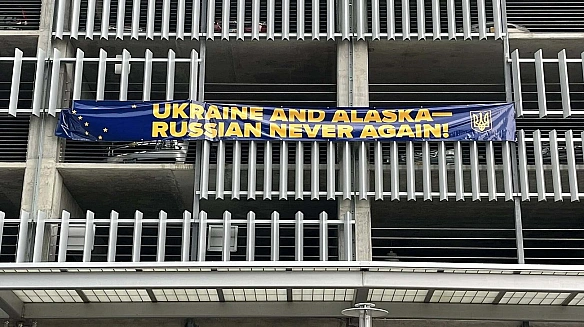 UKRAINE AND ALASKA—
RUSSIAN NEVER AGAIN!